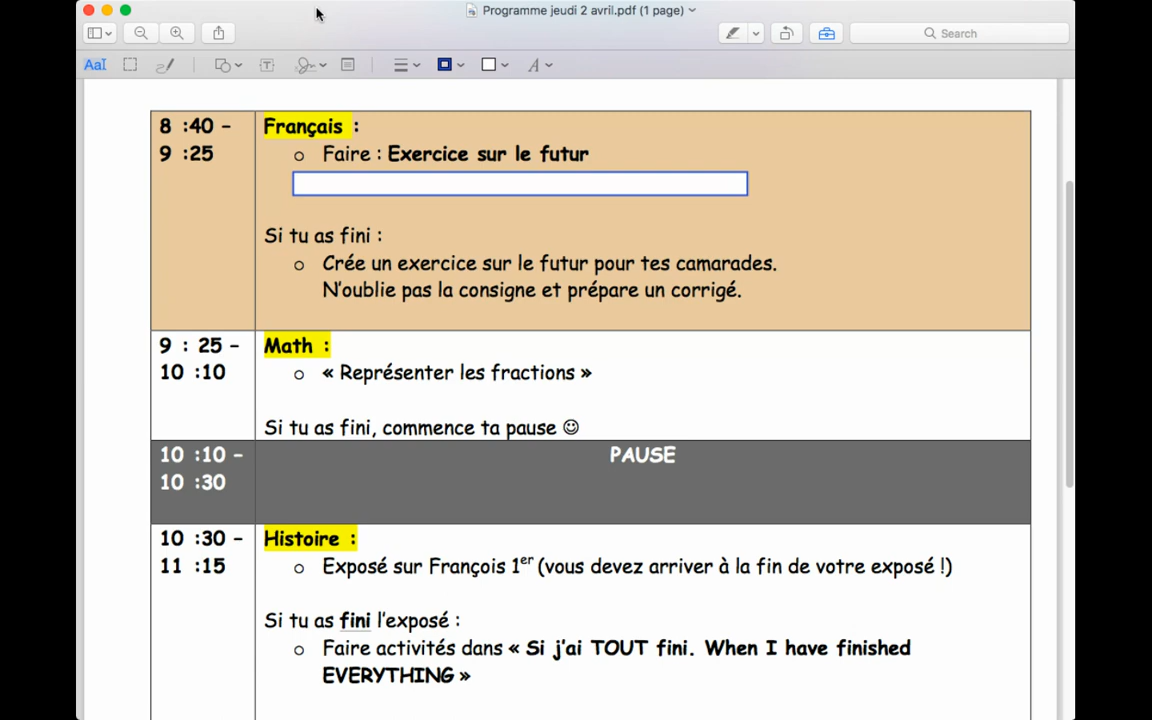 Programme jeudi 2 avril.pdf (1 page)
Search
AaI
T
A
8 :40 –
9 :25
Français :
o Faire : Exercice sur le futur
Si tu as fini :
o Crée un exercice sur le futur pour tes camarades.
N'oublie pas la consigne et prépare un corrigé.
9 : 25 –
10 :10
Math :
o « Représenter les fractions »
Si tu as fini, commence ta pause ☺
10 :10 –
10 :30
PAUSE
10 :30 –
11 :15
Histoire :
o Exposé sur François 1er (vous devez arriver à la fin de votre exposé !)
Si tu as fini l'exposé :
o Faire activités dans « Si j'ai TOUT fini. When I have finished
EVERYTHING »